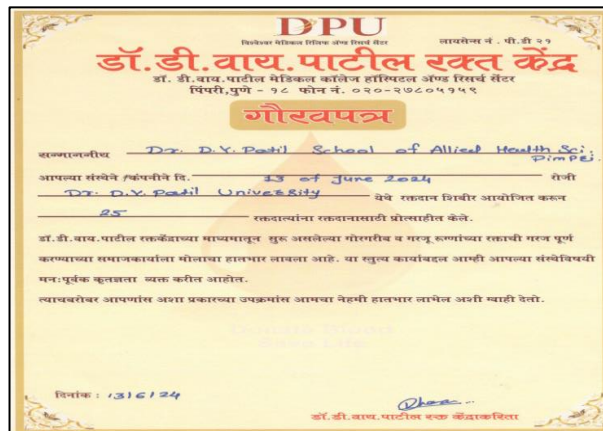 DPU
विश्वेश्वर मेडिकल रिलिफ अ‍ॅण्ड रिसर्च सेंटर
लायसेन्स नं . पी.डी २१
डॉ.डी.वाय.पाटील रक्त केंद्र
डॉ. डी.वाय.पाटील मेडिकल कॉलेज हॉस्पिटल अ‍ॅण्ड रिसर्च सेंटर
पिंपरी,पुणे - १८ फोन नं. ०२०-२७८०५१५९
गौरवपत्र
सन्माननीय Dr. D.Y. Patil School of Allied Health Sci.
आपल्या संस्थेने /कंपनीने दि. 13 of June 2024 रोजी
Dr. D.Y. Patil University येथे रक्तदान शिबीर आयोजित करुन
25 रक्तदात्यांना रक्तदानासाठी प्रोत्साहीत केले.
डॉ.डी.वाय.पाटील रक्तकेंद्राच्या माध्यमातून सुरू असलेल्या गोरगरीब व गरजू रूग्णांच्या रक्ताची गरज पूर्ण
करण्याच्या समाजकार्याला मोलाचा हातभार लावला आहे. या स्तुत्य कार्याबद्दल आम्ही आपल्या संस्थेविषयी
मनःपूर्वक कृतज्ञता व्यक्त करीत आहोत.
त्याचबरोबर आपणांस अशा प्रकारच्या उपक्रमांस आमचा नेहमी हातभार लाभेल अशी ग्वाही देतो.
दिनांक : 13/6/24
डॉ.डी.वाय.पाटील रक्त केंद्राकरिता